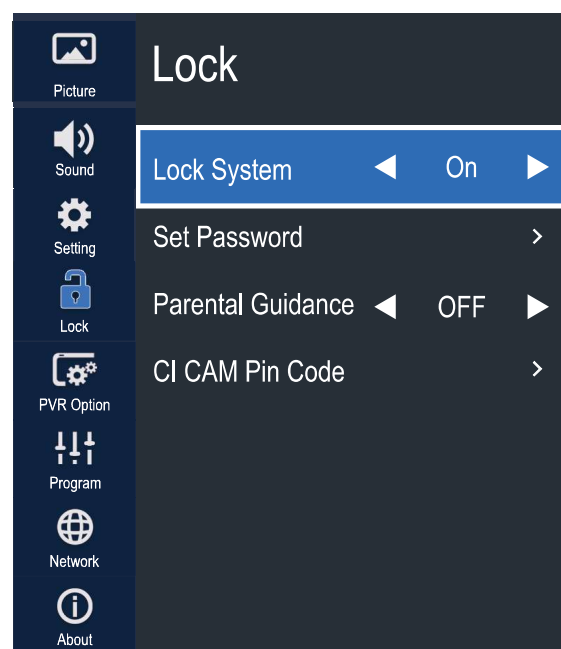 Picture
Sound
Setting
Lock
PVR Option
Program
Network
About
Lock
Lock System On
Set Password
Parental Guidance OFF
CI CAM Pin Code